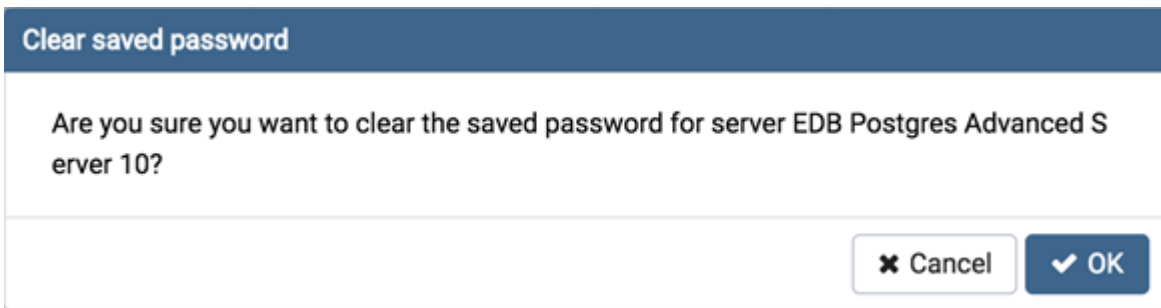 Clear saved password
Are you sure you want to clear the saved password for server EDB Postgres Advanced S
erver 10?
Cancel
OK